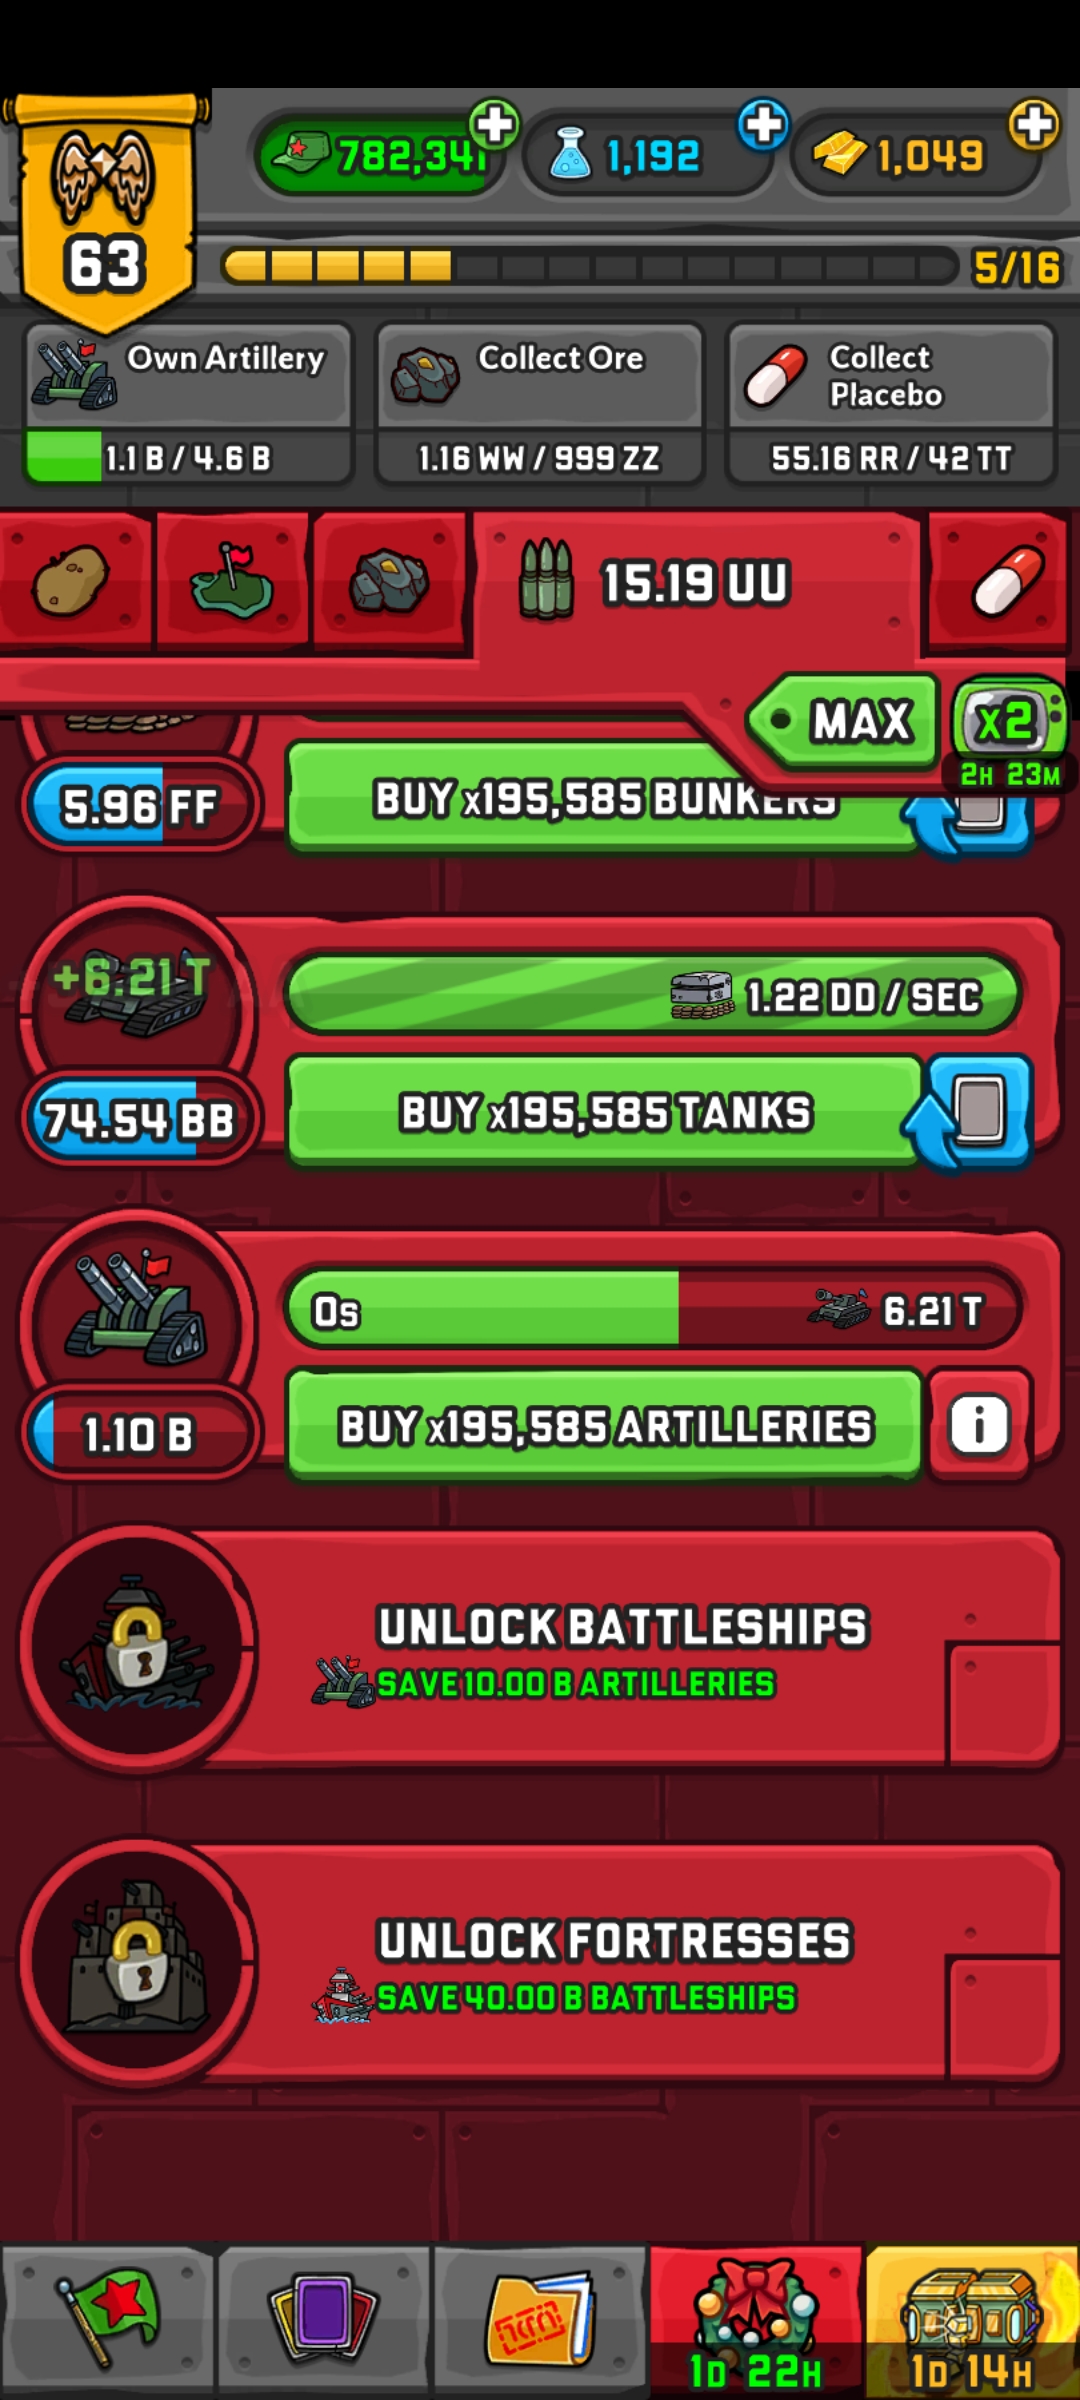 782,341
1,192
1,049
63
5/16
Own Artillery
1.1 B / 4.6 B
Collect Ore
1.16 WW / 999 ZZ
Collect
Placebo
55.16 RR / 42 TT
15.19 UU
MAX
x2
2H 23M
5.96 FF
BUY x195,585 BUNKERS
+6.21 T
1.22 DD / SEC
74.54 BB
BUY x195,585 TANKS
0s
6.21 T
1.10 B
BUY x195,585 ARTILLERIES
i
UNLOCK BATTLESHIPS
SAVE 10.00 B ARTILLERIES
UNLOCK FORTRESSES
SAVE 40.00 B BATTLESHIPS
1D 22H
1D 14H